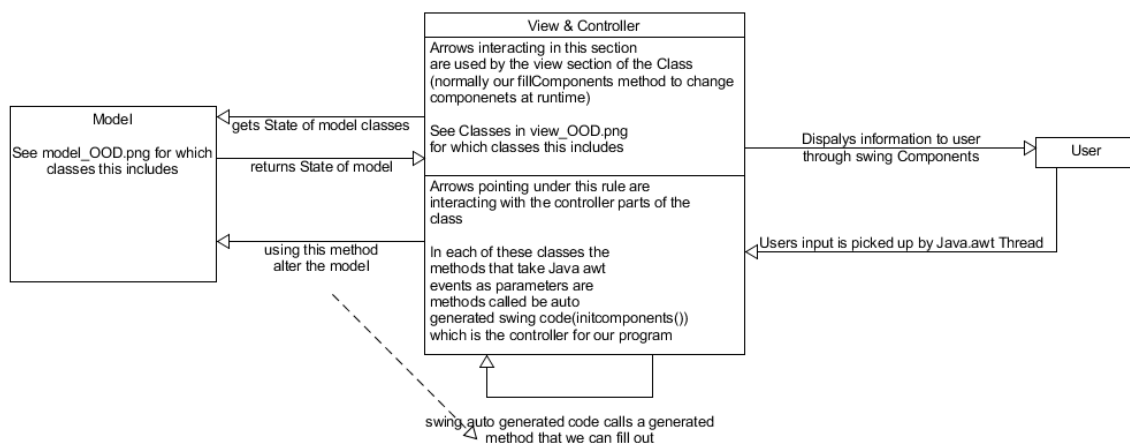 View & Controller
Arrows interacting in this section
are used by the view section of the Class
(normally our fillComponents method to change
componenets at runtime)
See Classes in view_OOD.png
for which classes this includes
Arrows pointing under this rule are
interacting with the controller parts of the
class
In each of these classes the
methods that take Java awt
events as parameters are
methods called be auto
generated swing code(initcomponents())
which is the controller for our program
Model
See model_OOD.png for which
classes this includes
gets State of model classes
returns State of model
using this method
alter the model
Dispalys information to user
through swing Components
User
Users input is picked up by Java.awt Thread
swing auto generated code calls a generated
method that we can fill out